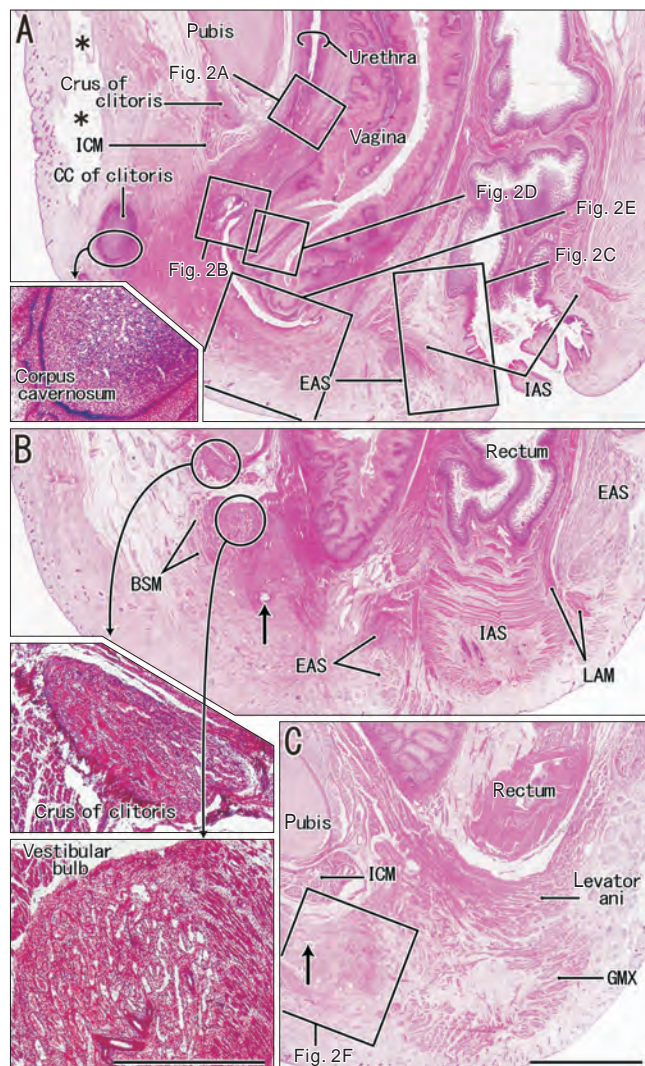 A
*
*
Pubis
Urethra
Fig. 2A
Crus of
clitoris
ICM
Vagina
CC of clitoris
Fig. 2D
Fig. 2E
Fig. 2C
Fig. 2B
EAS
IAS
Corpus
cavernosum
B
Rectum
EAS
BSM
IAS
EAS
LAM
Crus of clitoris
C
Rectum
Pubis
Vestibular
bulb
ICM
Levator
ani
GMX
Fig. 2F